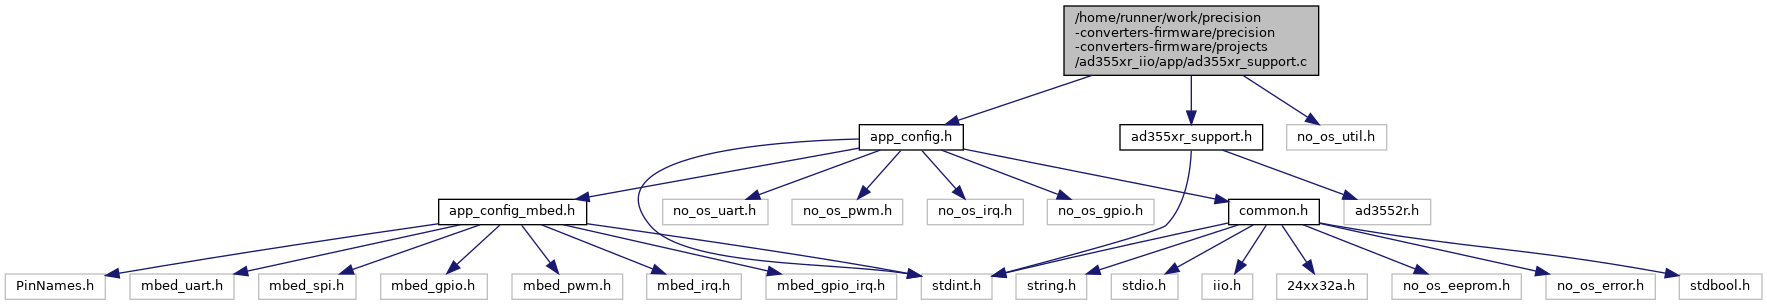 /home/runner/work/precision
-converters-firmware/precision
-converters-firmware/projects
/ad355xr_iio/app/ad355xr_support.c
app_config.h
ad355xr_support.h
no_os_util.h
app_config_mbed.h
no_os_uart.h
no_os_pwm.h
no_os_irq.h
no_os_gpio.h
common.h
ad3552r.h
PinNames.h
mbed_uart.h
mbed_spi.h
mbed_gpio.h
mbed_pwm.h
mbed_irq.h
mbed_gpio_irq.h
stdint.h
string.h
stdio.h
iio.h
24xx32a.h
no_os_eeprom.h
no_os_error.h
stdbool.h